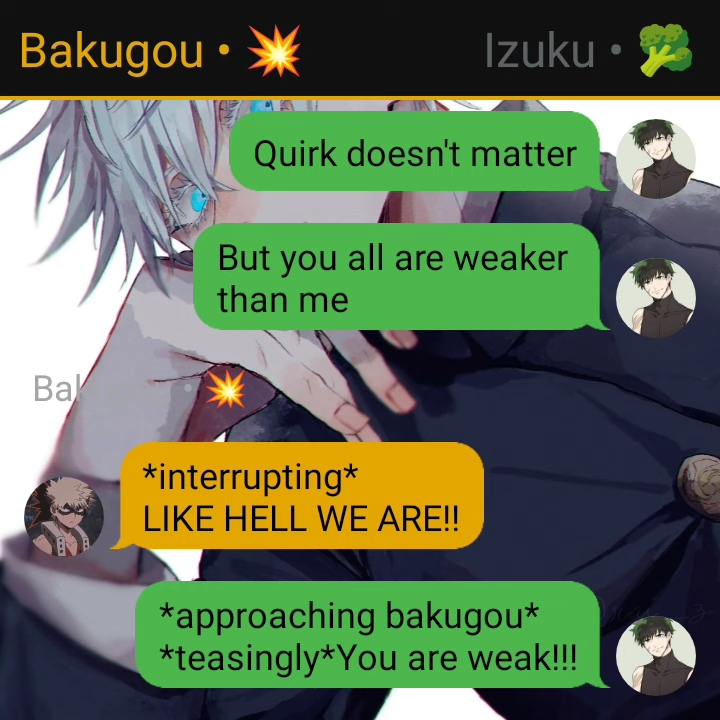 Bakugou • 💥 Izuku • 🥦
Quirk doesn't matter
But you all are weaker
than me
*interrupting*
LIKE HELL WE ARE!!
*approaching bakugou*
*teasingly*You are weak!!!